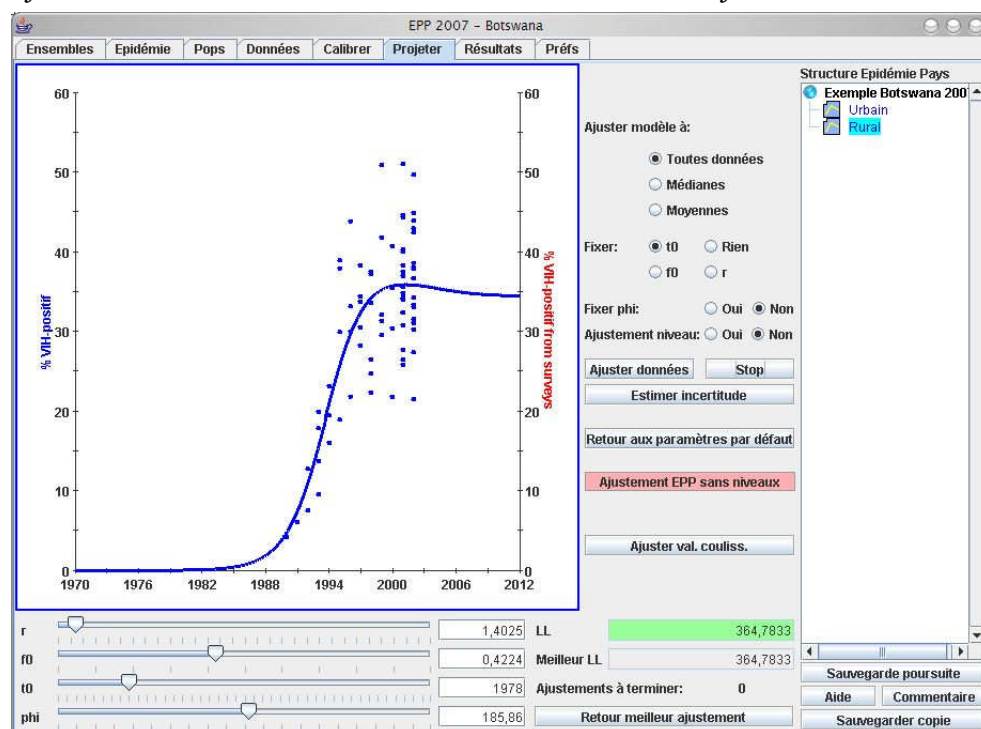 EPP 2007 - Botswana
Ensembles Epidémie Pops Données Calibrer Projeter Résultats Préfs
60
50
40
30
20
10
0
% VIH-positif
60
50
40
30
20
10
0
% VIH-positif from surveys
1970 1976 1982 1988 1994 2000 2006 2012
Ajuster modèle à:
Toutes données
Médianes
Moyennes
Fixer: t0 Rien
f0 r
Fixer phi: Oui Non
Ajustement niveau: Oui Non
Ajuster données Stop
Estimer incertitude
Retour aux paramètres par défaut
Ajustement EPP sans niveaux
Ajuster val. couliss.
Structure Epidémie Pays
Exemple Botswana 200
Urbain
Rural
r 1,4025 LL 364,7833
f0 0,4224 Meilleur LL 364,7833
t0 1978 Ajustements à terminer: 0
phi 185,86 Retour meilleur ajustement
Sauvegarde poursuite
Aide Commentaire
Sauvegarder copie